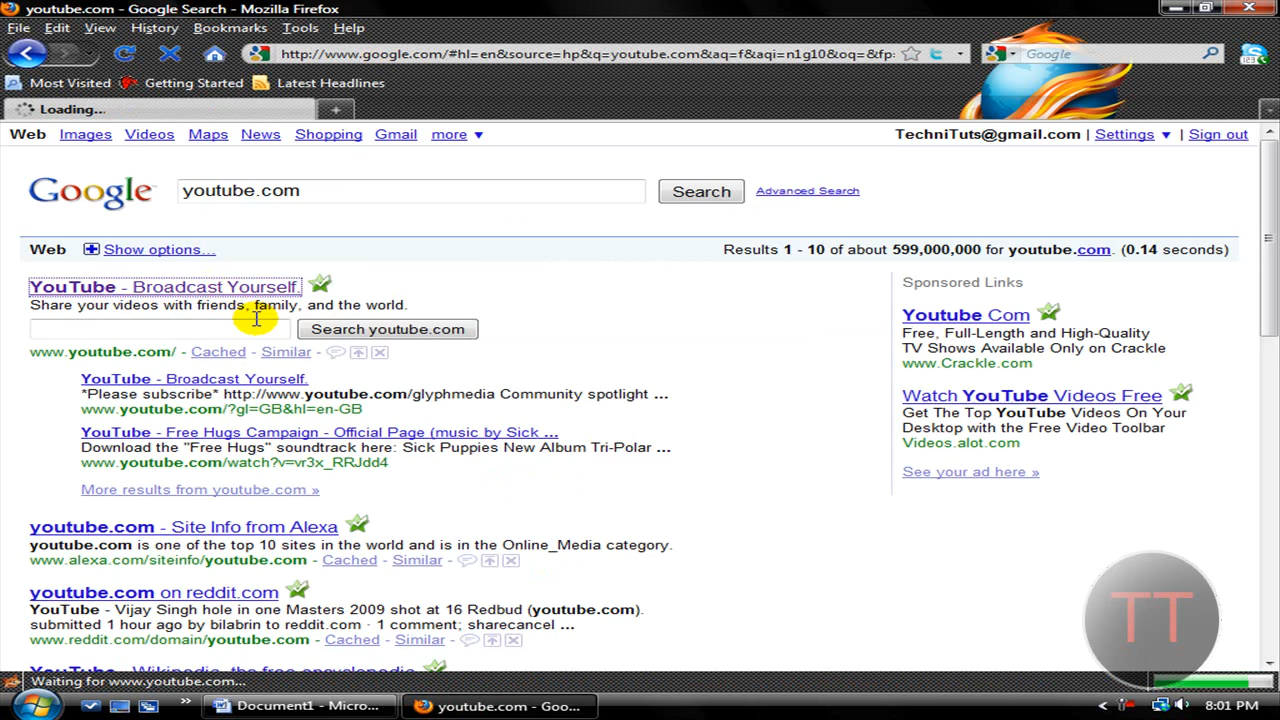 youtube.com - Google Search - Mozilla Firefox
File Edit View History Bookmarks Tools Help
http://www.google.com/#hl=en&source=hp&q=youtube.com&aq=f&aqi=n1g10&oq=&fp:
Google
Most Visited Getting Started Latest Headlines
Loading...
Web Images Videos Maps News Shopping Gmail more TechniTuts@gmail.com | Settings | Sign out
Google youtube.com Search Advanced Search
Web Show options... Results 1 - 10 of about 599,000,000 for youtube.com. (0.14 seconds)
YouTube - Broadcast Yourself.
Share your videos with friends, family, and the world.
Search youtube.com
www.youtube.com/ - Cached - Similar
YouTube - Broadcast Yourself.
*Please subscribe* http://www.youtube.com/glyphmedia Community spotlight ...
www.youtube.com/?gl=GB&hl=en-GB
YouTube - Free Hugs Campaign - Official Page (music by Sick ...
Download the "Free Hugs" soundtrack here: Sick Puppies New Album Tri-Polar ...
www.youtube.com/watch?v=vr3x_RRJdd4
More results from youtube.com »
youtube.com - Site Info from Alexa
youtube.com is one of the top 10 sites in the world and is in the Online_Media category.
www.alexa.com/siteinfo/youtube.com - Cached - Similar
youtube.com on reddit.com
YouTube - Vijay Singh hole in one Masters 2009 shot at 16 Redbud (youtube.com).
submitted 1 hour ago by bilabrin to reddit.com · 1 comment; sharecancel ...
www.reddit.com/domain/youtube.com - Cached - Similar
YouTube - Wikipedia, the free encyclopedia
Sponsored Links
Youtube Com
Free, Full-Length and High-Quality
TV Shows Available Only on Crackle
www.Crackle.com
Watch YouTube Videos Free
Get The Top YouTube Videos On Your
Desktop with the Free Video Toolbar
Videos.alot.com
See your ad here »
TT
Waiting for www.youtube.com...
Document1 - Micro... youtube.com - Goo... 8:01 PM